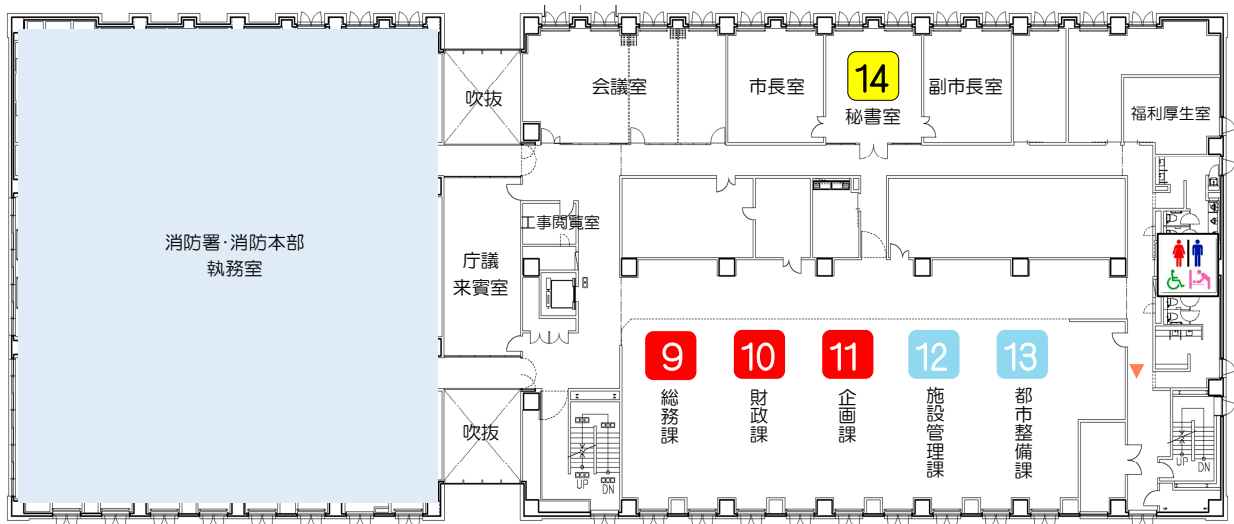 会議室
市長室
14
秘書室
副市長室
福利厚生室
吹抜
工事閲覧室
消防署・消防本部
執務室
庁議
来賓室
9
総務課
10
財政課
11
企画課
12
施設管理課
13
都市整備課
吹抜
UP
DN
UP
DN